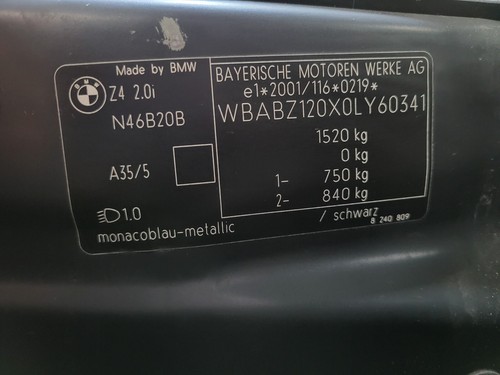 BMW
Made by BMW
Z4 2.0i
N46B20B
A35/5
1.0
monacoblau-metallic
BAYERISCHE MOTOREN WERKE AG
e1*2001/116*0219*
WBABZ120X0LY60341
1520 kg
0 kg
1- 750 kg
2- 840 kg
/ schwarz
8 240 809